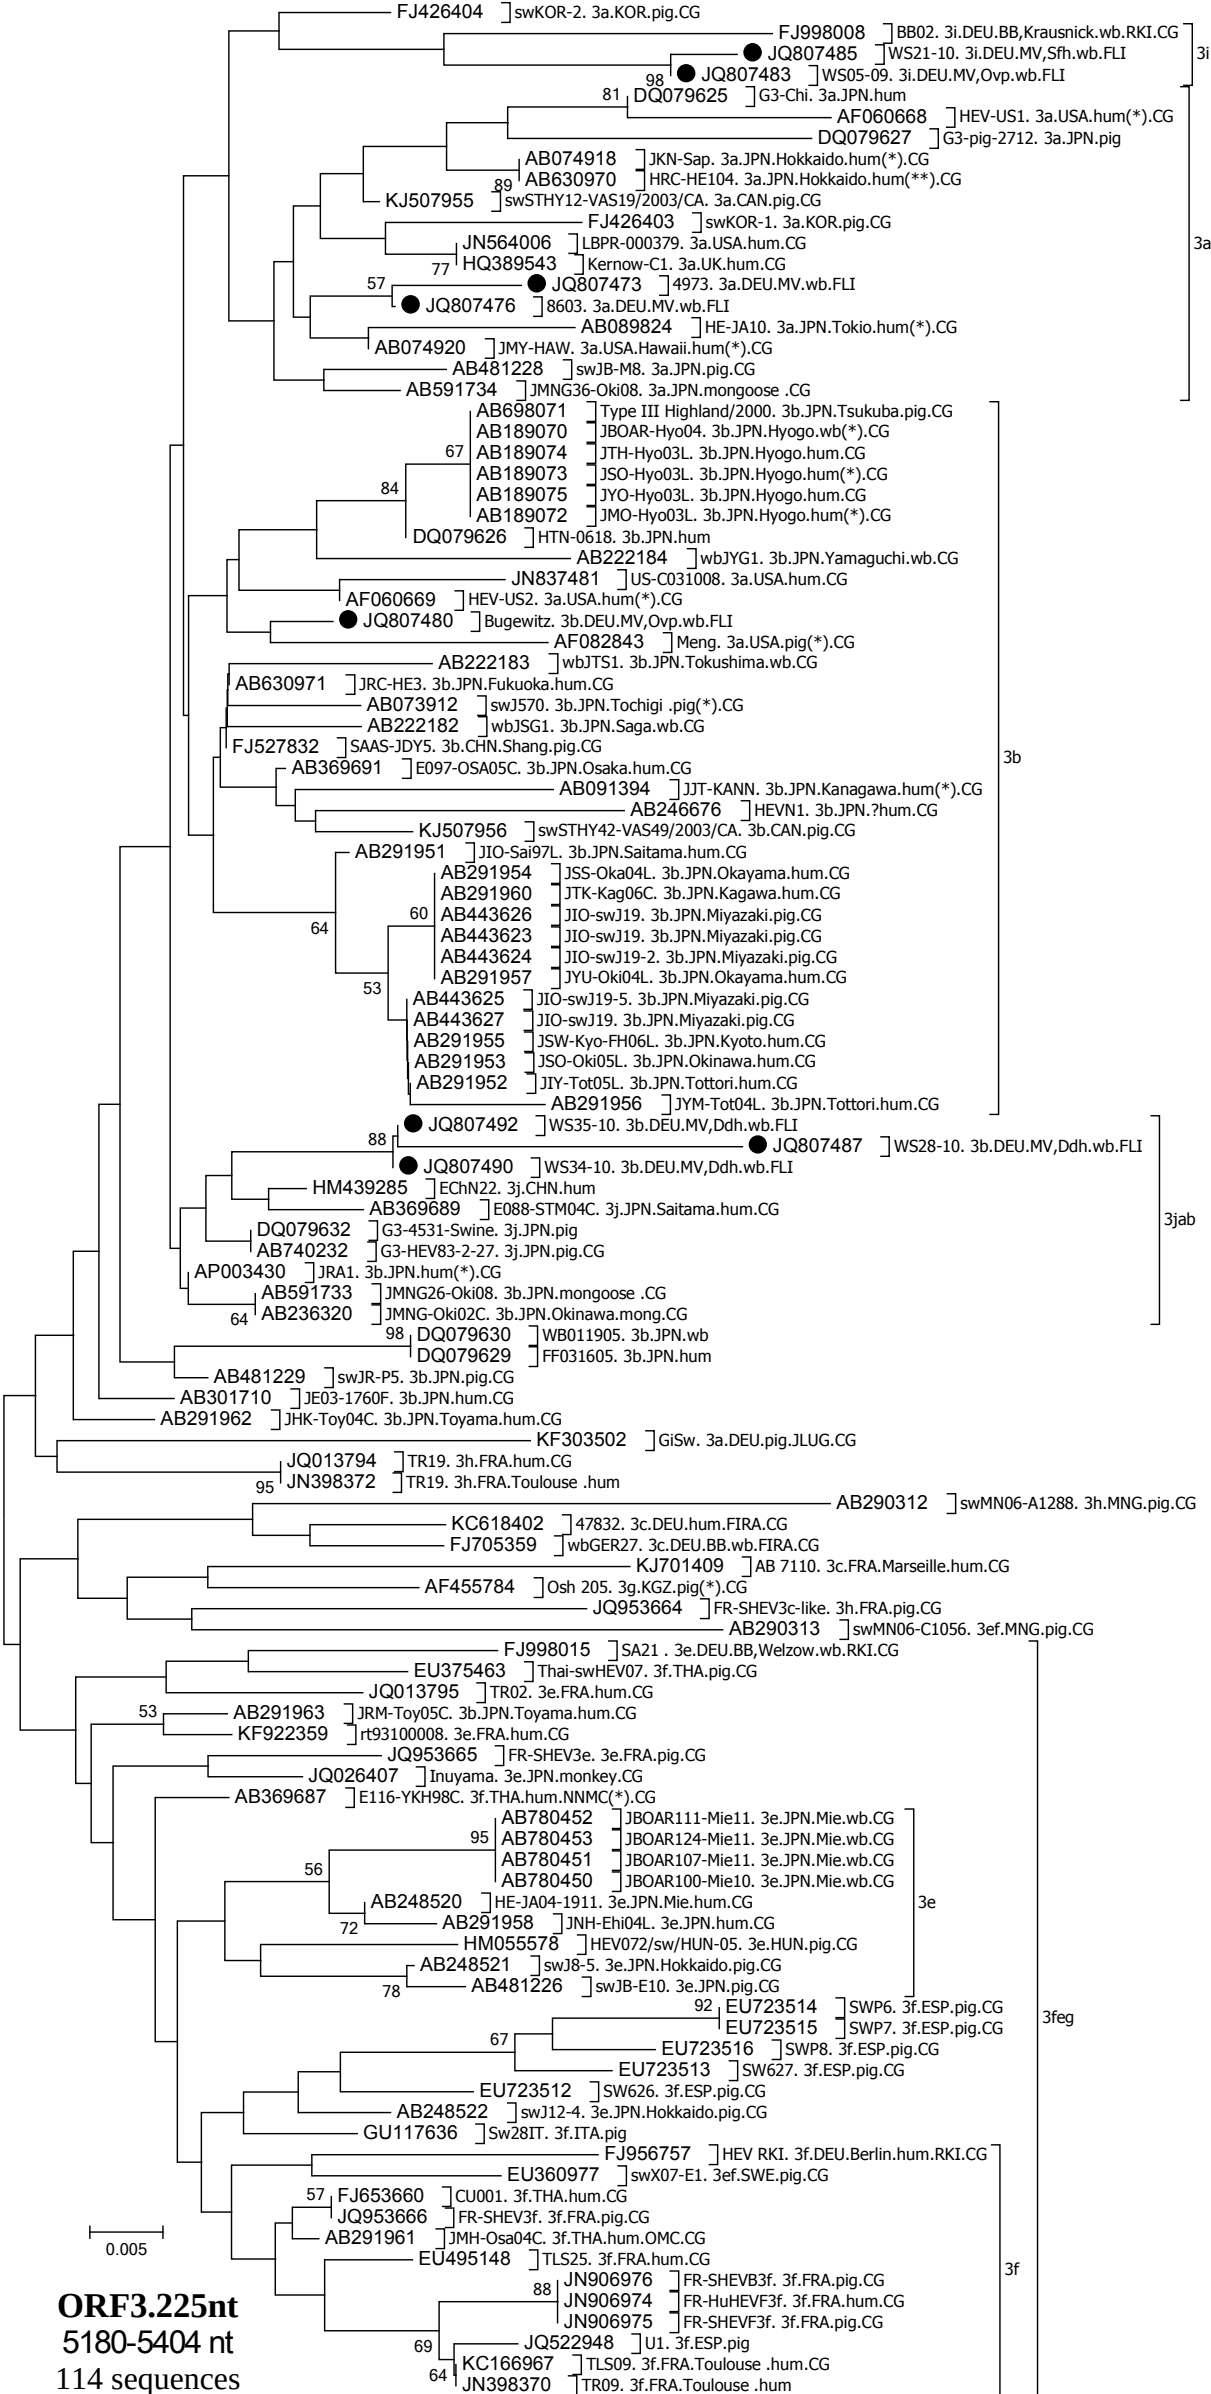 FJ426404 ]swKOR-2. 3a.KOR.pig.CG
FJ998008 ]BB02. 3i.DEU.BB,Krausnick.wb.RKI.CG
JQ807485 ]WS21-10. 3i.DEU.MV,Sfh.wb.FLI
3i
JQ807483 ]WS05-09. 3i.DEU.MV,Ovp.wb.FLI
98
81 DQ079625 ]G3-Chi. 3a.JPN.hum
AF060668 ]HEV-US1. 3a.USA.hum(*).CG
DQ079627 ]G3-pig-2712. 3a.JPN.pig
AB074918 ]JKN-Sap. 3a.JPN.Hokkaido.hum(*).CG
AB630970 ]HRC-HE104. 3a.JPN.Hokkaido.hum(**).CG
89
KJ507955 ]swSTHY12-VAS19/2003/CA. 3a.CAN.pig.CG
FJ426403 ]swKOR-1. 3a.KOR.pig.CG
JN564006 ]LBPR-000379. 3a.USA.hum.CG
3a
77 HQ389543 ]Kernow-C1. 3a.UK.hum.CG
57 JQ807473 ]4973. 3a.DEU.MV.wb.FLI
JQ807476 ]8603. 3a.DEU.MV.wb.FLI
AB089824 ]HE-JA10. 3a.JPN.Tokio.hum(*).CG
AB074920 ]JMY-HAW. 3a.USA.Hawaii.hum(*).CG
AB481228 ]swJB-M8. 3a.JPN.pig.CG
AB591734 ]JMNG36-Oki08. 3a.JPN.mongoose .CG
AB698071 ]Type III Highland/2000. 3b.JPN.Tsukuba.pig.CG
AB189070 ]JBOAR-Hyo04. 3b.JPN.Hyogo.wb(*).CG
67 AB189074 ]JTH-Hyo03L. 3b.JPN.Hyogo.hum.CG
AB189073 ]JSO-Hyo03L. 3b.JPN.Hyogo.hum(*).CG
84 AB189075 ]JYO-Hyo03L. 3b.JPN.Hyogo.hum.CG
AB189072 ]JMO-Hyo03L. 3b.JPN.Hyogo.hum(*).CG
DQ079626 ]HTN-0618. 3b.JPN.hum
AB222184 ]wbJYG1. 3b.JPN.Yamaguchi.wb.CG
JN837481 ]US-C031008. 3a.USA.hum.CG
AF060669 ]HEV-US2. 3a.USA.hum(*).CG
JQ807480 ]Bugewitz. 3b.DEU.MV,Ovp.wb.FLI
AF082843 ]Meng. 3a.USA.pig(*).CG
AB222183 ]wbJTS1. 3b.JPN.Tokushima.wb.CG
AB630971 ]JRC-HE3. 3b.JPN.Fukuoka.hum.CG
AB073912 ]swJ570. 3b.JPN.Tochigi .pig(*).CG
AB222182 ]wbJSG1. 3b.JPN.Saga.wb.CG
FJ527832 ]SAAS-JDY5. 3b.CHN.Shang.pig.CG
3b
AB369691 ]E097-OSA05C. 3b.JPN.Osaka.hum.CG
AB091394 ]JJT-KANN. 3b.JPN.Kanagawa.hum(*).CG
AB246676 ]HEVN1. 3b.JPN.?hum.CG
KJ507956 ]swSTHY42-VAS49/2003/CA. 3b.CAN.pig.CG
AB291951 ]JIO-Sai97L. 3b.JPN.Saitama.hum.CG
AB291954 ]JSS-Oka04L. 3b.JPN.Okayama.hum.CG
AB291960 ]JTK-Kag06C. 3b.JPN.Kagawa.hum.CG
60 AB443626 ]JIO-swJ19. 3b.JPN.Miyazaki.pig.CG
64 AB443623 ]JIO-swJ19. 3b.JPN.Miyazaki.pig.CG
AB443624 ]JIO-swJ19-2. 3b.JPN.Miyazaki.pig.CG
AB291957 ]JYU-Oki04L. 3b.JPN.Okayama.hum.CG
53
AB443625 ]JIO-swJ19-5. 3b.JPN.Miyazaki.pig.CG
AB443627 ]JIO-swJ19. 3b.JPN.Miyazaki.pig.CG
AB291955 ]JSW-Kyo-FH06L. 3b.JPN.Kyoto.hum.CG
AB291953 ]JSO-Oki05L. 3b.JPN.Okinawa.hum.CG
AB291952 ]JIY-Tot05L. 3b.JPN.Tottori.hum.CG
AB291956 ]JYM-Tot04L. 3b.JPN.Tottori.hum.CG
JQ807492 ]WS35-10. 3b.DEU.MV,Ddh.wb.FLI
88 JQ807487 ]WS28-10. 3b.DEU.MV,Ddh.wb.FLI
JQ807490 ]WS34-10. 3b.DEU.MV,Ddh.wb.FLI
HM439285 ]EChN22. 3j.CHN.hum
AB369689 ]E088-STM04C. 3j.JPN.Saitama.hum.CG
3jab
DQ079632 ]G3-4531-Swine. 3j.JPN.pig
AB740232 ]G3-HEV83-2-27. 3j.JPN.pig.CG
AP003430 ]JRA1. 3b.JPN.hum(*).CG
AB591733 ]JMNG26-Oki08. 3b.JPN.mongoose .CG
64 AB236320 ]JMNG-Oki02C. 3b.JPN.Okinawa.mong.CG
98 DQ079630 ]WB011905. 3b.JPN.wb
DQ079629 ]FF031605. 3b.JPN.hum
AB481229 ]swJR-P5. 3b.JPN.pig.CG
AB301710 ]JE03-1760F. 3b.JPN.hum.CG
AB291962 ]JHK-Toy04C. 3b.JPN.Toyama.hum.CG
KF303502 ]GiSw. 3a.DEU.pig.JLUG.CG
JQ013794 ]TR19. 3h.FRA.hum.CG
95 JN398372 ]TR19. 3h.FRA.Toulouse .hum
AB290312 ]swMN06-A1288. 3h.MNG.pig.CG
KC618402 ]47832. 3c.DEU.hum.FIRA.CG
FJ705359 ]wbGER27. 3c.DEU.BB.wb.FIRA.CG
KJ701409 ]AB 7110. 3c.FRA.Marseille.hum.CG
AF455784 ]Osh 205. 3g.KGZ.pig(*).CG
JQ953664 ]FR-SHEV3c-like. 3h.FRA.pig.CG
AB290313 ]swMN06-C1056. 3ef.MNG.pig.CG
FJ998015 ]SA21 . 3e.DEU.BB,Welzow.wb.RKI.CG
EU375463 ]Thai-swHEV07. 3f.THA.pig.CG
JQ013795 ]TR02. 3e.FRA.hum.CG
53 AB291963 ]JRM-Toy05C. 3b.JPN.Toyama.hum.CG
KF922359 ]rt93100008. 3e.FRA.hum.CG
JQ953665 ]FR-SHEV3e. 3e.FRA.pig.CG
JQ026407 ]Inuyama. 3e.JPN.monkey.CG
AB369687 ]E116-YKH98C. 3f.THA.hum.NNMC(*).CG
AB780452 ]JBOAR111-Mie11. 3e.JPN.Mie.wb.CG
95 AB780453 ]JBOAR124-Mie11. 3e.JPN.Mie.wb.CG
AB780451 ]JBOAR107-Mie11. 3e.JPN.Mie.wb.CG
56 AB780450 ]JBOAR100-Mie10. 3e.JPN.Mie.wb.CG
AB248520 ]HE-JA04-1911. 3e.JPN.Mie.hum.CG
3e
72 AB291958 ]JNH-Ehi04L. 3e.JPN.hum.CG
HM055578 ]HEV072/sw/HUN-05. 3e.HUN.pig.CG
AB248521 ]swJ8-5. 3e.JPN.Hokkaido.pig.CG
78 AB481226 ]swJB-E10. 3e.JPN.pig.CG
92 EU723514 ]SWP6. 3f.ESP.pig.CG
3feg
EU723515 ]SWP7. 3f.ESP.pig.CG
67 EU723516 ]SWP8. 3f.ESP.pig.CG
EU723513 ]SW627. 3f.ESP.pig.CG
EU723512 ]SW626. 3f.ESP.pig.CG
AB248522 ]swJ12-4. 3e.JPN.Hokkaido.pig.CG
GU117636 ]Sw28IT. 3f.ITA.pig
FJ956757 ]HEV RKI. 3f.DEU.Berlin.hum.RKI.CG
EU360977 ]swX07-E1. 3ef.SWE.pig.CG
57 FJ653660 ]CU001. 3f.THA.hum.CG
JQ953666 ]FR-SHEV3f. 3f.FRA.pig.CG
AB291961 ]JMH-Osa04C. 3f.THA.hum.OMC.CG
0.005
EU495148 ]TLS25. 3f.FRA.hum.CG
3f
JN906976 ]FR-SHEVB3f. 3f.FRA.pig.CG
88 JN906974 ]FR-HuHEVF3f. 3f.FRA.hum.CG
ORF3.225nt
JN906975 ]FR-SHEVF3f. 3f.FRA.pig.CG
5180-5404 nt
69 JQ522948 ]U1. 3f.ESP.pig
KC166967 ]TLS09. 3f.FRA.Toulouse .hum.CG
114 sequences
64 JN398370 ]TR09. 3f.FRA.Toulouse .hum